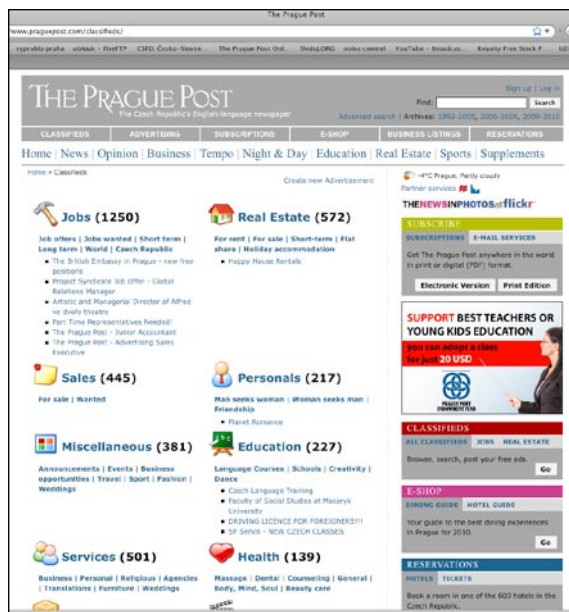 The Prague Post
www.praguepost.com/classifieds/
THE PRAGUE POST
The Czech Republic's English-language newspaper
Sign up | Log in
Find:
Search
Advanced search | Archives: 1992-2005, 2006-2008, 2009-2010
CLASSIFIEDS
ADVERTISING
SUBSCRIPTIONS
E-SHOP
BUSINESS LISTINGS
RESERVATIONS
Home | News | Opinion | Business | Tempo | Night & Day | Education | Real Estate | Sports | Supplements
Home » Classifieds
Create new Advertisement
Jobs (1250)
Job offers | Jobs wanted | Short term |
Long term | World | Czech Republic
The British Embassy in Prague - new free
positions
Project Syndicate Job Offer - Global
Relations Manager
Artistic and Managerial Director of Alfred
ve dvoře theatre
Part Time Representatives Needed!
The Prague Post - Junior Accountant
The Prague Post - Advertising Sales
Executive
Real Estate (572)
For rent | For sale | Short-term | Flat
share | Holiday accommodation
Happy House Rentals
Sales (445)
For sale | Wanted
Personals (217)
Man seeks woman | Woman seeks man |
Friendship
Planet Romance
Miscellaneous (381)
Announcements | Events | Business
opportunities | Travel | Sport | Fashion |
Weddings
Education (227)
Language Courses | Schools | Creativity |
Dance
Czech Language Training
Faculty of Social Studies at Masaryk
University
DRIVING LICENCE FOR FOREIGNERS!!!
SF Servis - NEW CZECH CLASSES
Services (501)
Business | Personal | Religious | Agencies
| Translations | Furniture | Weddings
Health (139)
Massage | Dental | Counseling | General |
Body, Mind, Soul | Beauty care
-4°C Prague, Partly cloudy
Partner services
THENEWSINPHOTOSatflickr
SUBSCRIBE
SUBSCRIPTIONS
E-MAIL SERVICES
Get The Prague Post anywhere in the world
in print or digital (PDF) format.
Electronic Version
Print Edition
SUPPORT BEST TEACHERS OR
YOUNG KIDS EDUCATION
you can adopt a class
for just 20 USD
PRAGUE POST
ENDOWMENT FUND
CLASSIFIEDS
ALL CLASSIFIEDS
JOBS
REAL ESTATE
Browse, search, post your free ads.
Go
E-SHOP
DINING GUIDE
HOTEL GUIDE
Your guide to the best dining experiences
in Prague for 2010.
Go
RESERVATIONS
HOTELS
TICKETS
Book a room in one of the 600 hotels in the
Czech Republic.